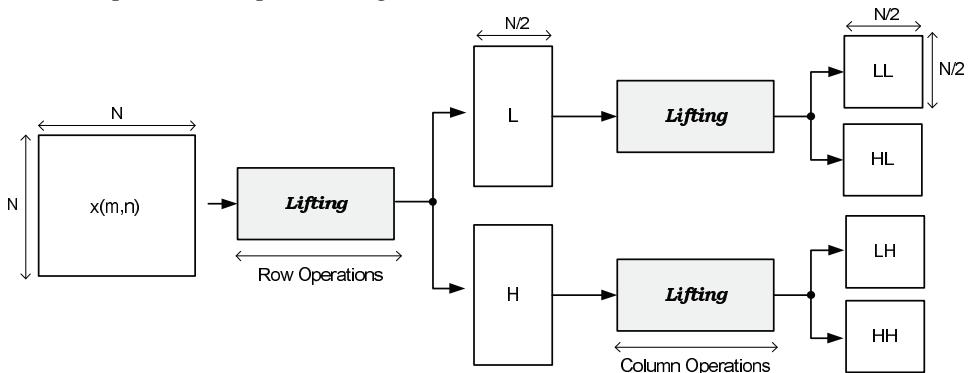 N/2
N/2
LL
N/2
N
L
Lifting
HL
N
x(m,n)
Lifting
Row Operations
LH
H
Lifting
HH
Column Operations